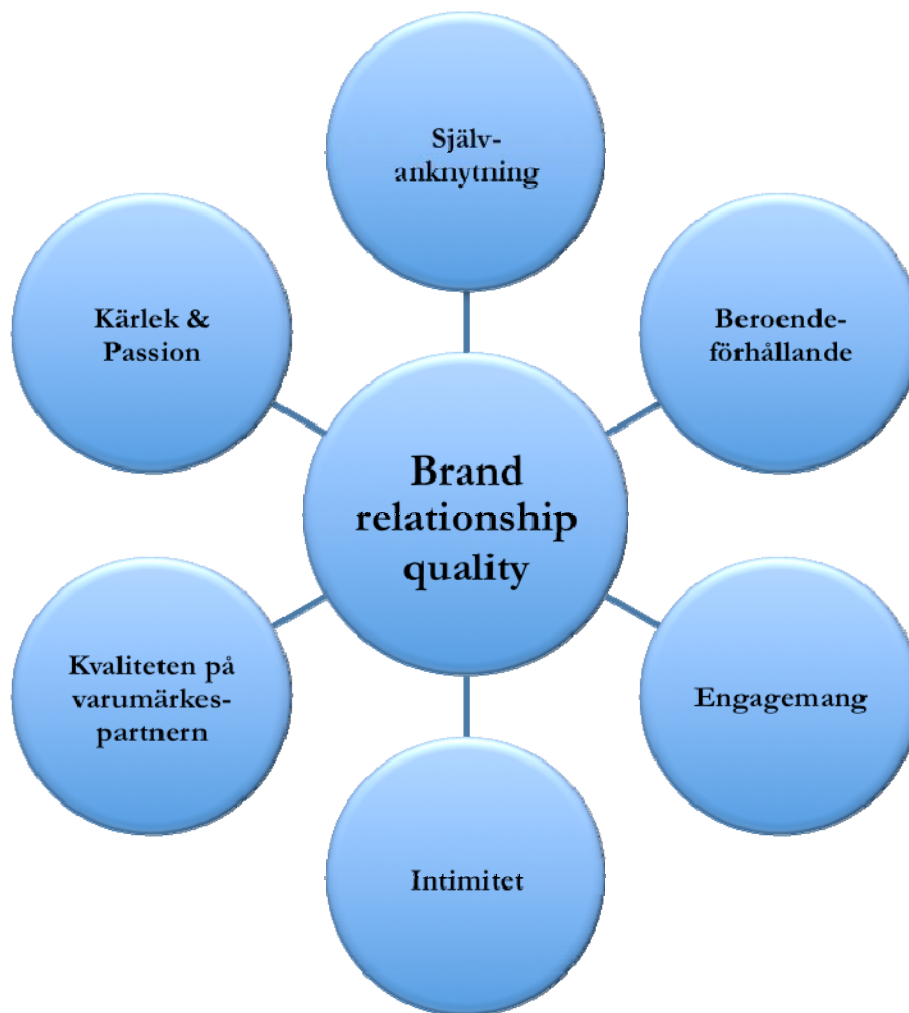 Själv-
anknytning
Kärlek &
Passion
Beroende-
förhållande
Brand
relationship
quality
Kvaliteten på
varumärkes-
partnern
Engagemang
Intimitet